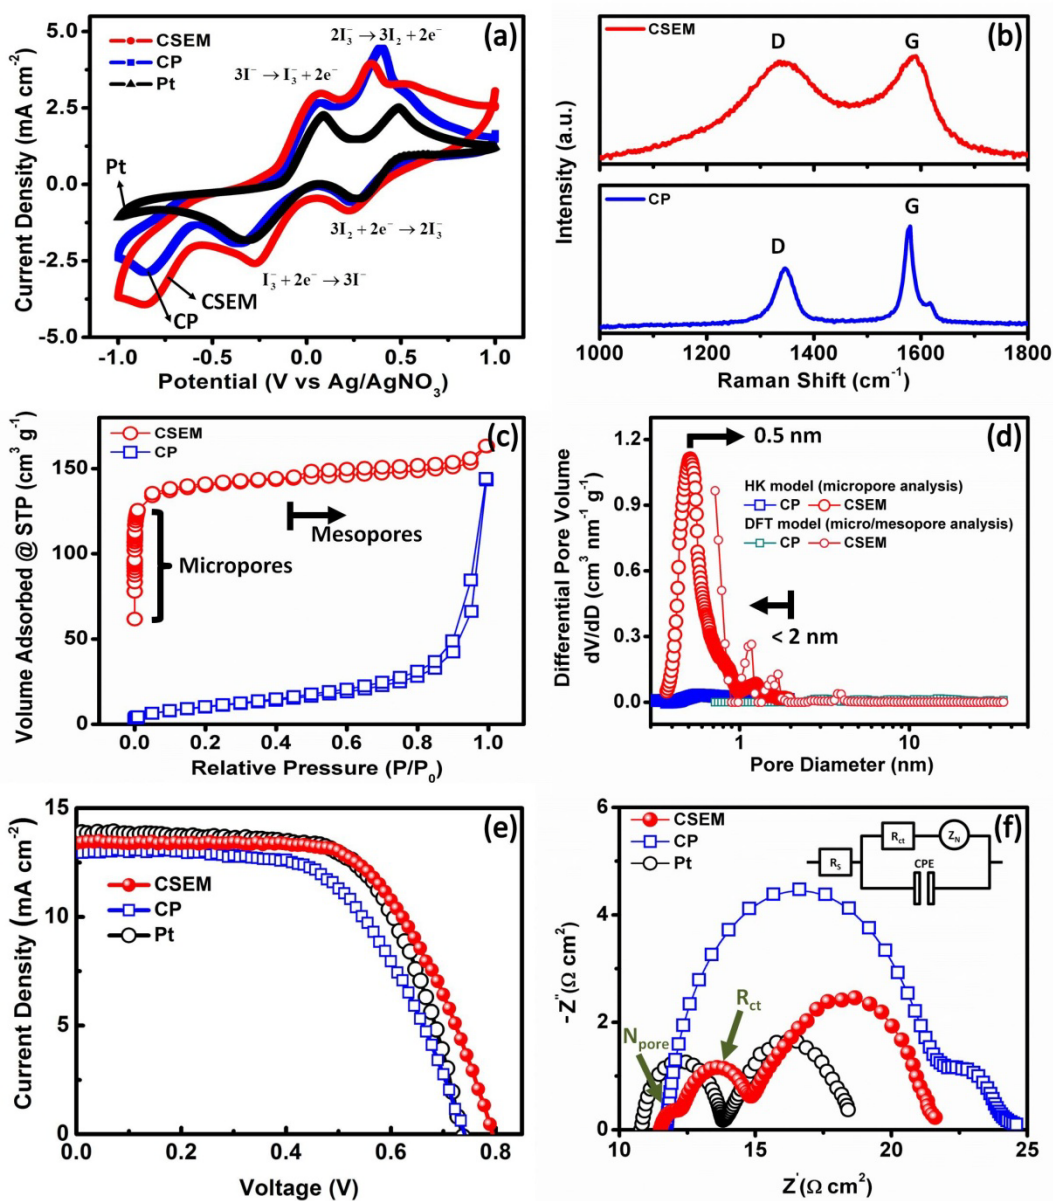 (a)
CSEM
CP
Pt
2I₃⁻ → 3I₂ + 2e⁻
3I⁻ → I₃⁻ + 2e⁻
Pt
3I₂ + 2e⁻ → 2I₃⁻
I₃⁻ + 2e⁻ → 3I⁻
CSEM
CP
Current Density (mA cm⁻²)
5.0
2.5
0.0
-2.5
-5.0
-1.0 -0.5 0.0 0.5 1.0
Potential (V vs Ag/AgNO₃)
(b)
CSEM
D G
CP
D G
Intensity (a.u.)
1000 1200 1400 1600 1800
Raman Shift (cm⁻¹)
(c)
CSEM
CP
Mesopores
Micropores
Volume Adsorbed @ STP (cm³ g⁻¹)
150
100
50
0
0.0 0.2 0.4 0.6 0.8 1.0
Relative Pressure (P/P₀)
(d)
0.5 nm
HK model (micropore analysis)
CP CSEM
DFT model (micro/mesopore analysis)
CP CSEM
< 2 nm
Differential Pore Volume
dV/dD (cm³ nm⁻¹ g⁻¹)
1.2
0.9
0.6
0.3
0.0
1 10
Pore Diameter (nm)
(e)
CSEM
CP
Pt
Current Density (mA cm⁻²)
15
10
5
0
0.0 0.2 0.4 0.6 0.8
Voltage (V)
(f)
CSEM
CP
Pt
R_S
R_ct
Z_N
CPE
N_pore
R_ct
-Z''(Ω cm²)
6
4
2
0
10 15 20 25
Z'(Ω cm²)